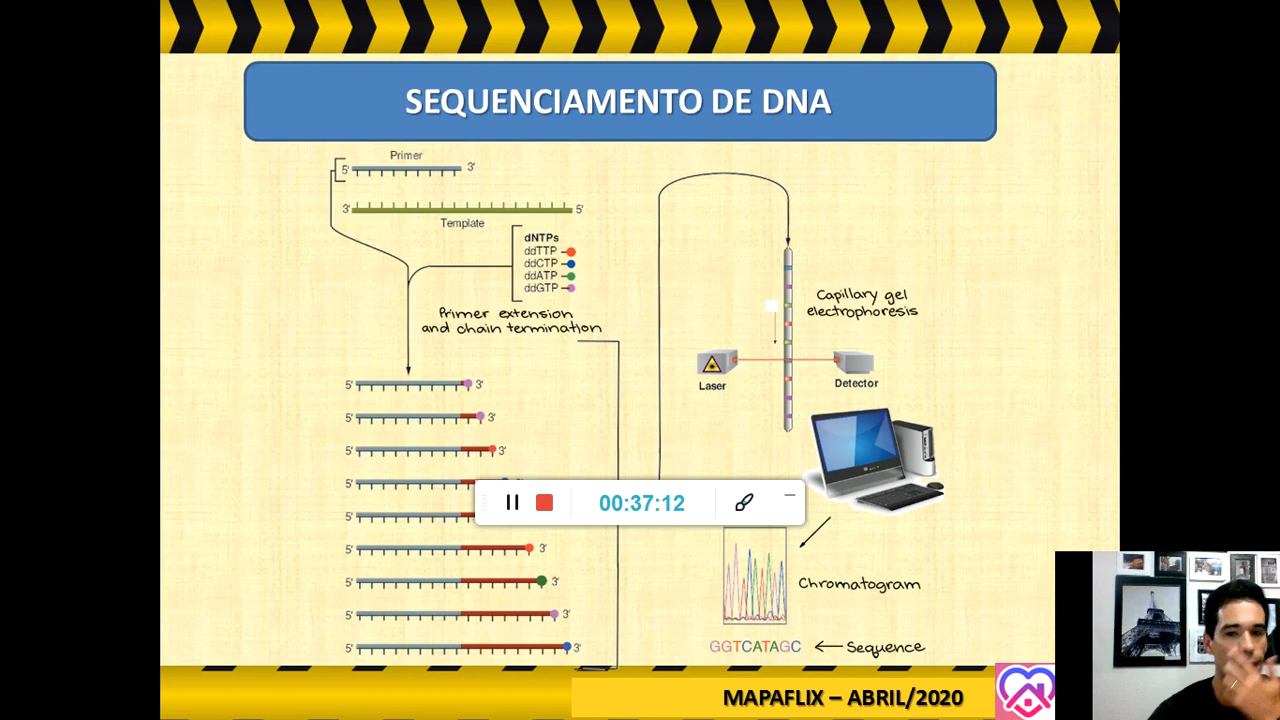 SEQUENCIAMENTO DE DNA
Primer
5' 3'
3' 5'
Template
dNTPs
ddTTP
ddCTP
ddATP
ddGTP
Primer extension
and chain termination
5' 3'
5' 3'
5' 3'
5'
5'
5' 3'
5' 3'
5' 3'
5' 3'
Capillary gel
electrophoresis
Laser
Detector
00:37:12
Chromatogram
GGTCATAGC
Sequence
MAPAFLIX – ABRIL/2020